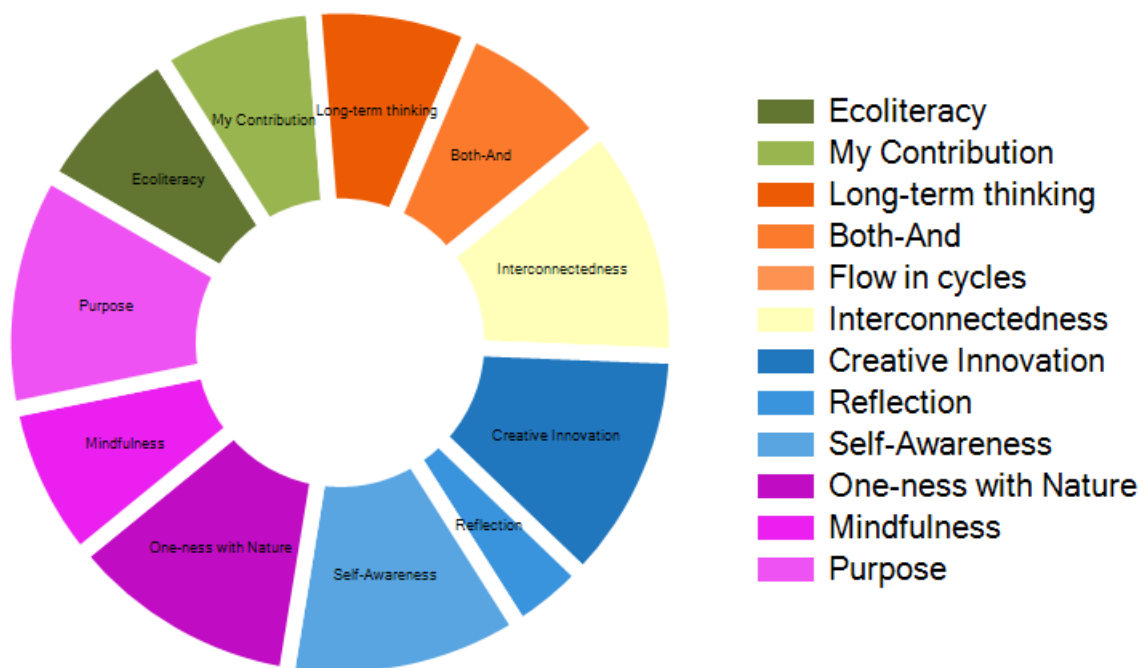 My Contribution
Long-term thinking
Both-And
Ecoliteracy
Interconnectedness
Purpose
Creative Innovation
Mindfulness
Reflection
One-ness with Nature
Self-Awareness
Ecoliteracy
My Contribution
Long-term thinking
Both-And
Flow in cycles
Interconnectedness
Creative Innovation
Reflection
Self-Awareness
One-ness with Nature
Mindfulness
Purpose